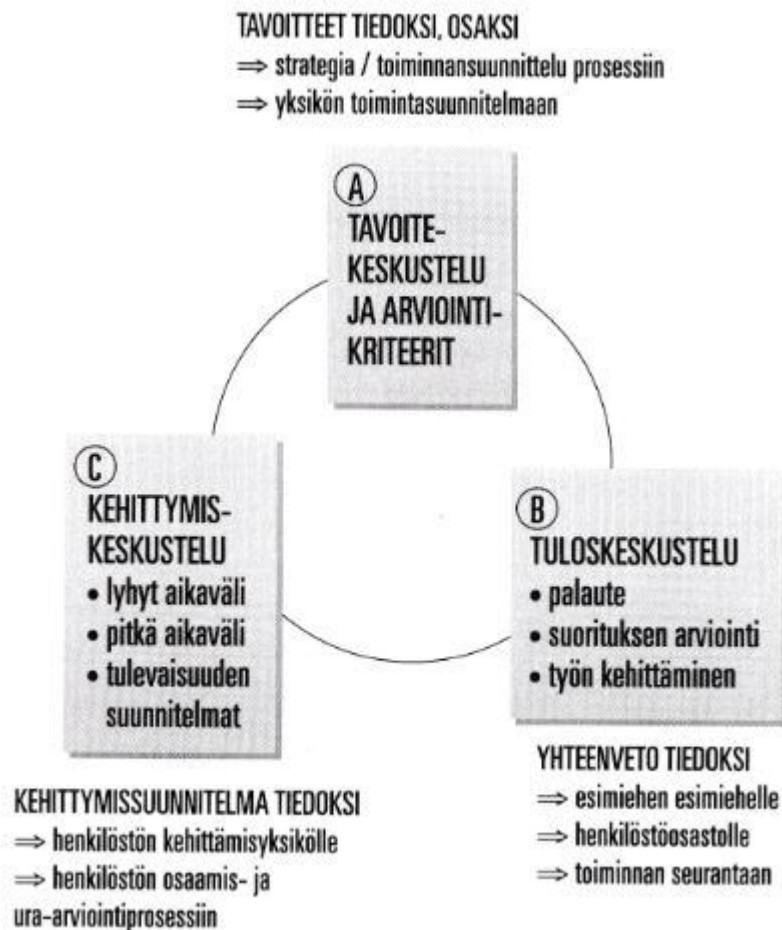 TAVOITTEET TIEDOKSI, OSAKSI
⇒ strategia / toiminnansuunnittelu prosessiin
⇒ yksikön toimintasuunnitelmaan
A
TAVOITE-
KESKUSTELU
JA ARVIOINTI-
KRITEERIT
C
KEHITTYMIS-
KESKUSTELU
• lyhyt aikaväli
• pitkä aikaväli
• tulevaisuuden
suunnitelmat
B
TULOSKESKUSTELU
• palaute
• suorituksen arviointi
• työn kehittäminen
KEHITTYMISSUUNNITELMA TIEDOKSI
⇒ henkilöstön kehittämisyksikölle
⇒ henkilöstön osaamis- ja
ura-arviointiprosessiin
YHTEENVETO TIEDOKSI
⇒ esimiehen esimiehelle
⇒ henkilöstöosastolle
⇒ toiminnan seurantaan